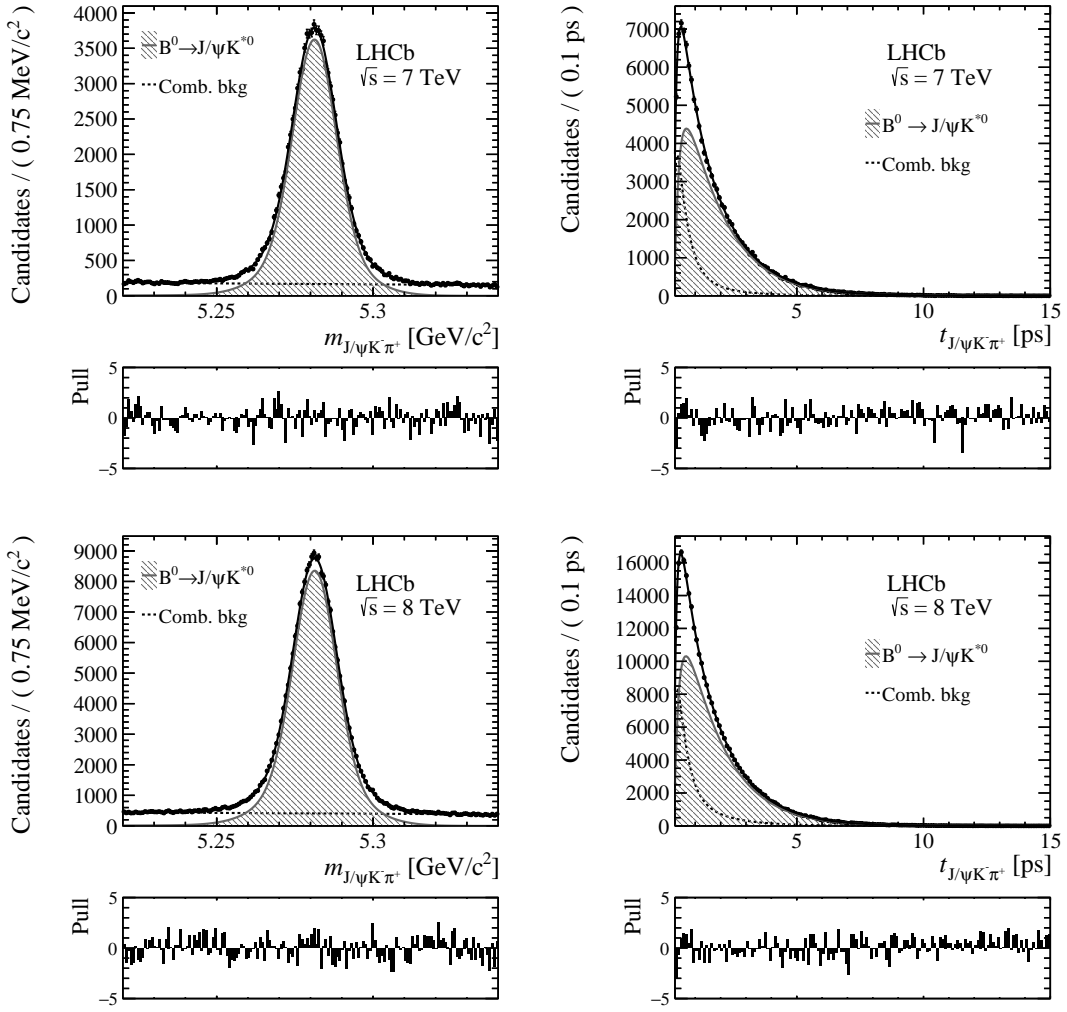 Candidates / ( 0.75 MeV/c²)
4000
3500
3000
2500
2000
1500
1000
500
0
B⁰→J/ψK*⁰
Comb. bkg
LHCb
√s = 7 TeV
5.25
5.3
m_J/ψK⁻π⁺ [GeV/c²]
Pull
5
0
−5
Candidates / ( 0.1 ps )
7000
6000
5000
4000
3000
2000
1000
0
LHCb
√s = 7 TeV
B⁰ → J/ψK*⁰
Comb. bkg
5
10
15
t_J/ψK⁻π⁺ [ps]
Pull
5
0
−5
Candidates / ( 0.75 MeV/c²)
9000
8000
7000
6000
5000
4000
3000
2000
1000
0
B⁰→J/ψK*⁰
Comb. bkg
LHCb
√s = 8 TeV
5.25
5.3
m_J/ψK⁻π⁺ [GeV/c²]
Pull
5
0
−5
Candidates / ( 0.1 ps )
16000
14000
12000
10000
8000
6000
4000
2000
0
LHCb
√s = 8 TeV
B⁰ → J/ψK*⁰
Comb. bkg
5
10
15
t_J/ψK⁻π⁺ [ps]
Pull
5
0
−5